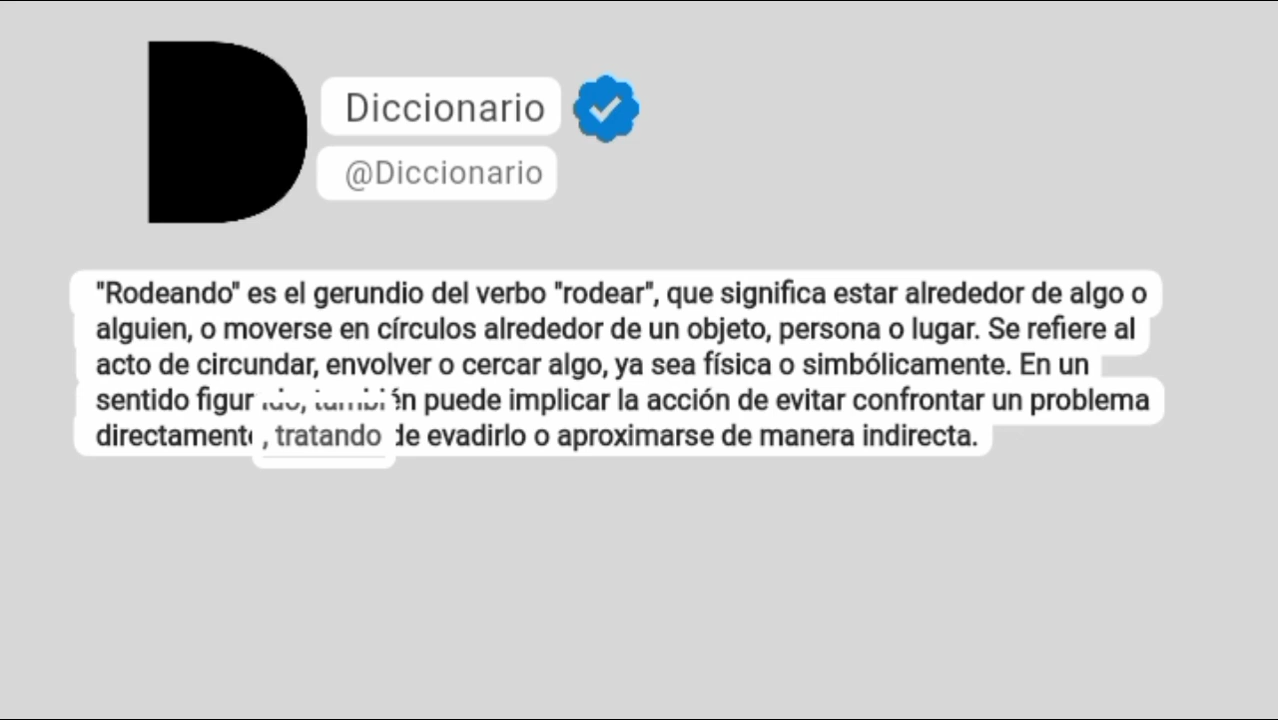 Diccionario
@Diccionario
"Rodeando" es el gerundio del verbo "rodear", que significa estar alrededor de algo o
alguien, o moverse en círculos alrededor de un objeto, persona o lugar. Se refiere al
acto de circundar, envolver o cercar algo, ya sea física o simbólicamente. En un
sentido figurado, también puede implicar la acción de evitar confrontar un problema
directamente, tratando de evadirlo o aproximarse de manera indirecta.